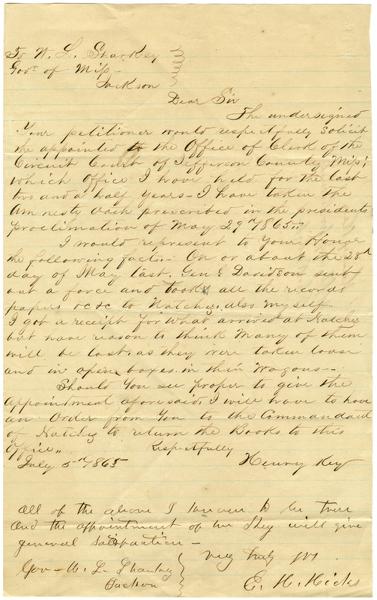 To W. L. Sharkey
Govr of Miss
Jackson
Dear Sir
The undersigned
Your petitioner would respectfully solicit
the appointed to the Office of Clerk of the
Circuit Court of Jefferson County Miss,
which office I have held for the last
two and a half years - I have taken the
Amnesty Oath prescribed in the presidents
Proclamation of May 29th 1865 -
I would represent to Your Honor
the following facts - On or about the 28th
day of May last. Genl Davidson sent
out a force and took all the records
papers &c &c to Natchez, also my self
I got a receipt for what arrived at Natchez
but have reason to think many of them
will be lost, as they were taken loose
and in open boxes in their wagons -
Should You see proper to give the
Appointment aforesaid, I will have to have
an Order from You to the Commandant
of Natchez to return the Books to this
Office,,
Respectfully
July 5th 1865 Henry Key
All of the above I known to be true
and the appointment of Mr Key will give
general satisfaction -
Gov - W. L. Sharkey
Jackson
Very truly yrs
E. H. Hicks